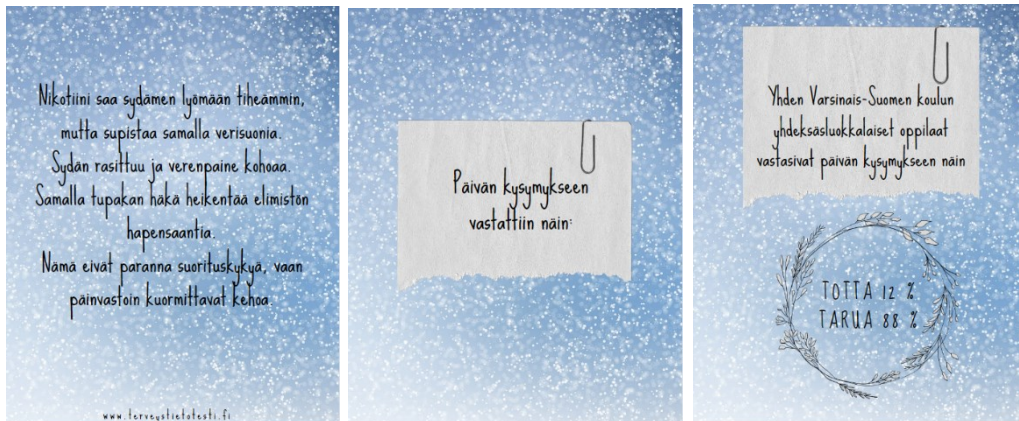 Nikotiini saa sydämen lyömään tiheämmin,
mutta supistaa samalla verisuonia.
Sydän rasittuu ja verenpaine kohoaa.
Samalla tupakan häkä heikentää elimistön
hapensaantia.
Nämä eivät paranna suorituskykyä, vaan
päinvastoin kuormittavat kehoa.
www.terveystietotesti.fi
Päivän kysymykseen
vastattiin näin:
Yhden Varsinais-Suomen koulun
yhdeksäsluokkalaiset oppilaat
vastasivat päivän kysymykseen näin
TOTTA 12 %
TARUA 88 %